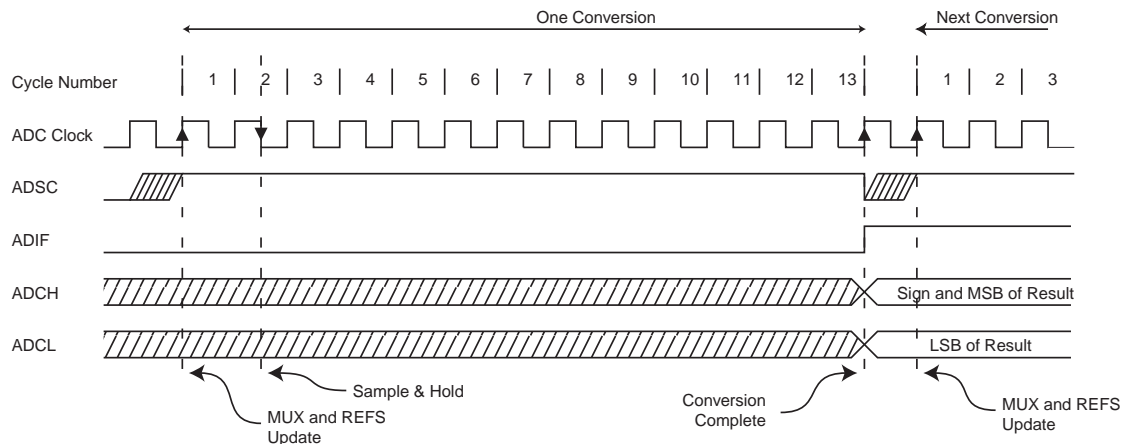 One Conversion
Next Conversion
Cycle Number 1 2 3 4 5 6 7 8 9 10 11 12 13 1 2 3
ADC Clock
ADSC
ADIF
ADCH
Sign and MSB of Result
ADCL
LSB of Result
MUX and REFS
Update
Sample & Hold
Conversion
Complete
MUX and REFS
Update